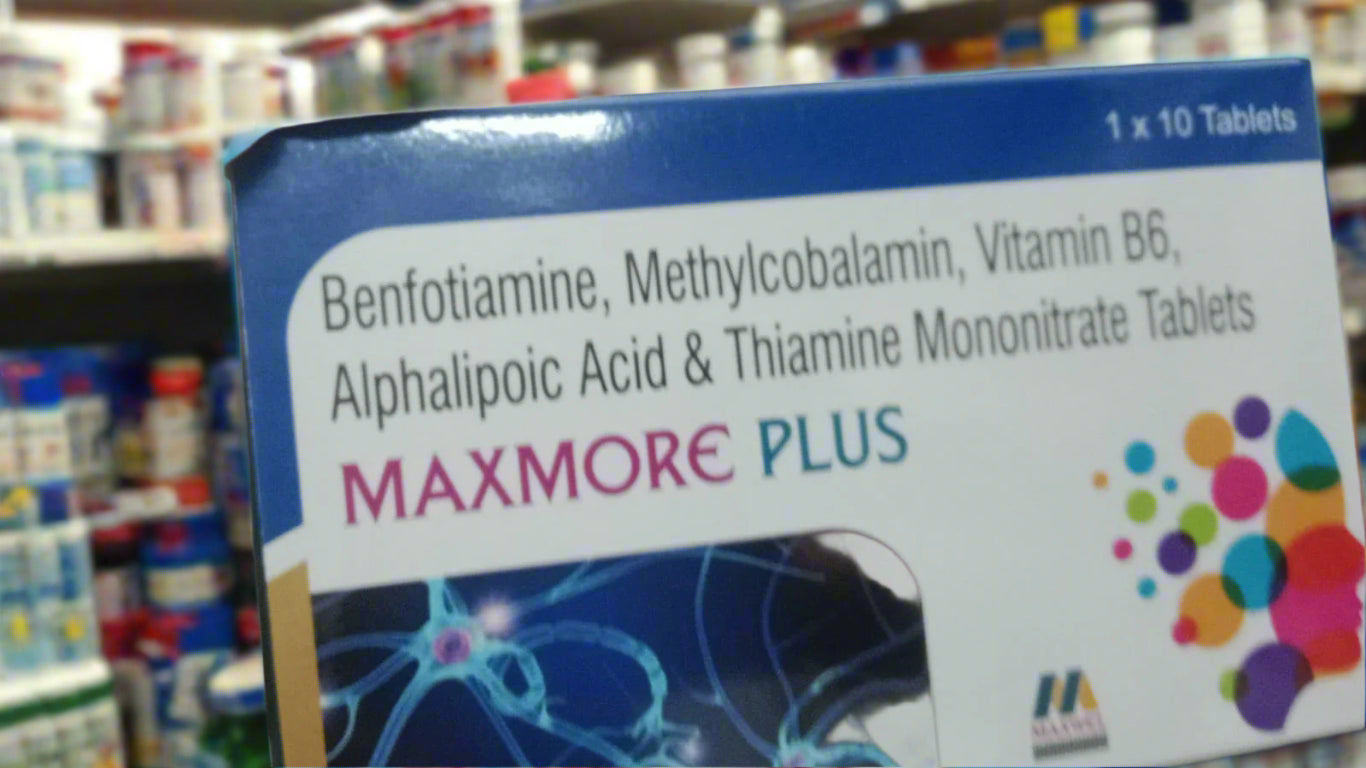 1 x 10 Tablets
Benfotiamine, Methylcobalamin, Vitamin B6,
Alphalipoic Acid & Thiamine Mononitrate Tablets
MAXMORE PLUS